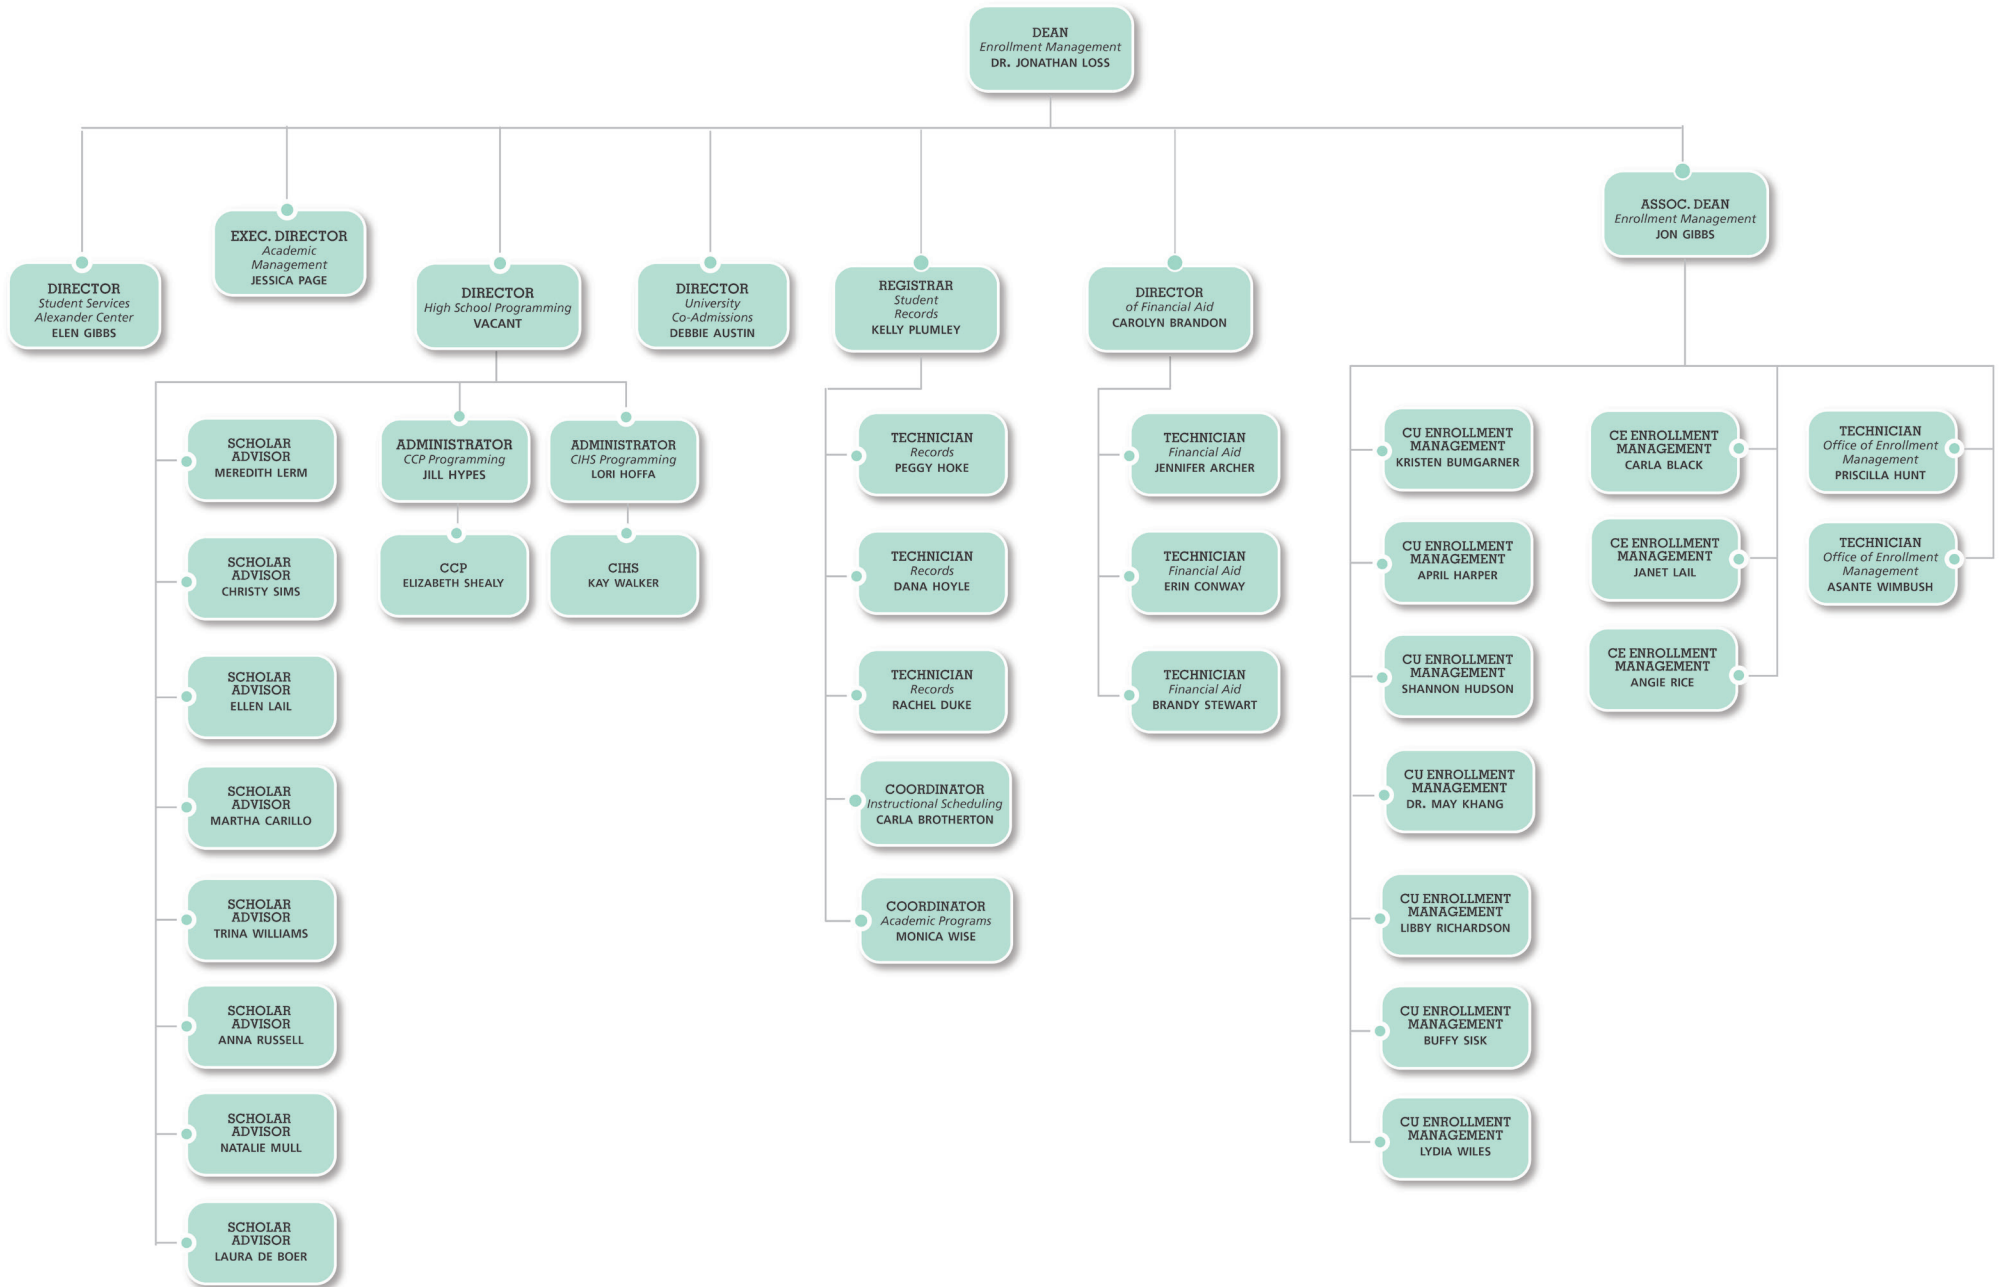 DEAN
Enrollment Management
DR. JONATHAN LOSS
DIRECTOR
Student Services
Alexander Center
ELEN GIBBS
EXEC. DIRECTOR
Academic
Management
JESSICA PAGE
DIRECTOR
High School Programming
VACANT
DIRECTOR
University
Co-Admissions
DEBBIE AUSTIN
REGISTRAR
Student
Records
KELLY PLUMLEY
DIRECTOR
of Financial Aid
CAROLYN BRANDON
ASSOC. DEAN
Enrollment Management
JON GIBBS
SCHOLAR
ADVISOR
MEREDITH LERM
SCHOLAR
ADVISOR
CHRISTY SIMS
SCHOLAR
ADVISOR
ELLEN LAIL
SCHOLAR
ADVISOR
MARTHA CARILLO
SCHOLAR
ADVISOR
TRINA WILLIAMS
SCHOLAR
ADVISOR
ANNA RUSSELL
SCHOLAR
ADVISOR
NATALIE MULL
SCHOLAR
ADVISOR
LAURA DE BOER
ADMINISTRATOR
CCP Programming
JILL HYPES
CCP
ELIZABETH SHEALY
ADMINISTRATOR
CIHS Programming
LORI HOFFA
CIHS
KAY WALKER
TECHNICIAN
Records
PEGGY HOKE
TECHNICIAN
Records
DANA HOYLE
TECHNICIAN
Records
RACHEL DUKE
COORDINATOR
Instructional Scheduling
CARLA BROTHERTON
COORDINATOR
Academic Programs
MONICA WISE
TECHNICIAN
Financial Aid
JENNIFER ARCHER
TECHNICIAN
Financial Aid
ERIN CONWAY
TECHNICIAN
Financial Aid
BRANDY STEWART
CU ENROLLMENT
MANAGEMENT
KRISTEN BUMGARNER
CU ENROLLMENT
MANAGEMENT
APRIL HARPER
CU ENROLLMENT
MANAGEMENT
SHANNON HUDSON
CU ENROLLMENT
MANAGEMENT
DR. MAY KHANG
CU ENROLLMENT
MANAGEMENT
LIBBY RICHARDSON
CU ENROLLMENT
MANAGEMENT
BUFFY SISK
CU ENROLLMENT
MANAGEMENT
LYDIA WILES
CE ENROLLMENT
MANAGEMENT
CARLA BLACK
CE ENROLLMENT
MANAGEMENT
JANET LAIL
CE ENROLLMENT
MANAGEMENT
ANGIE RICE
TECHNICIAN
Office of Enrollment
Management
PRISCILLA HUNT
TECHNICIAN
Office of Enrollment
Management
ASANTE WIMBUSH